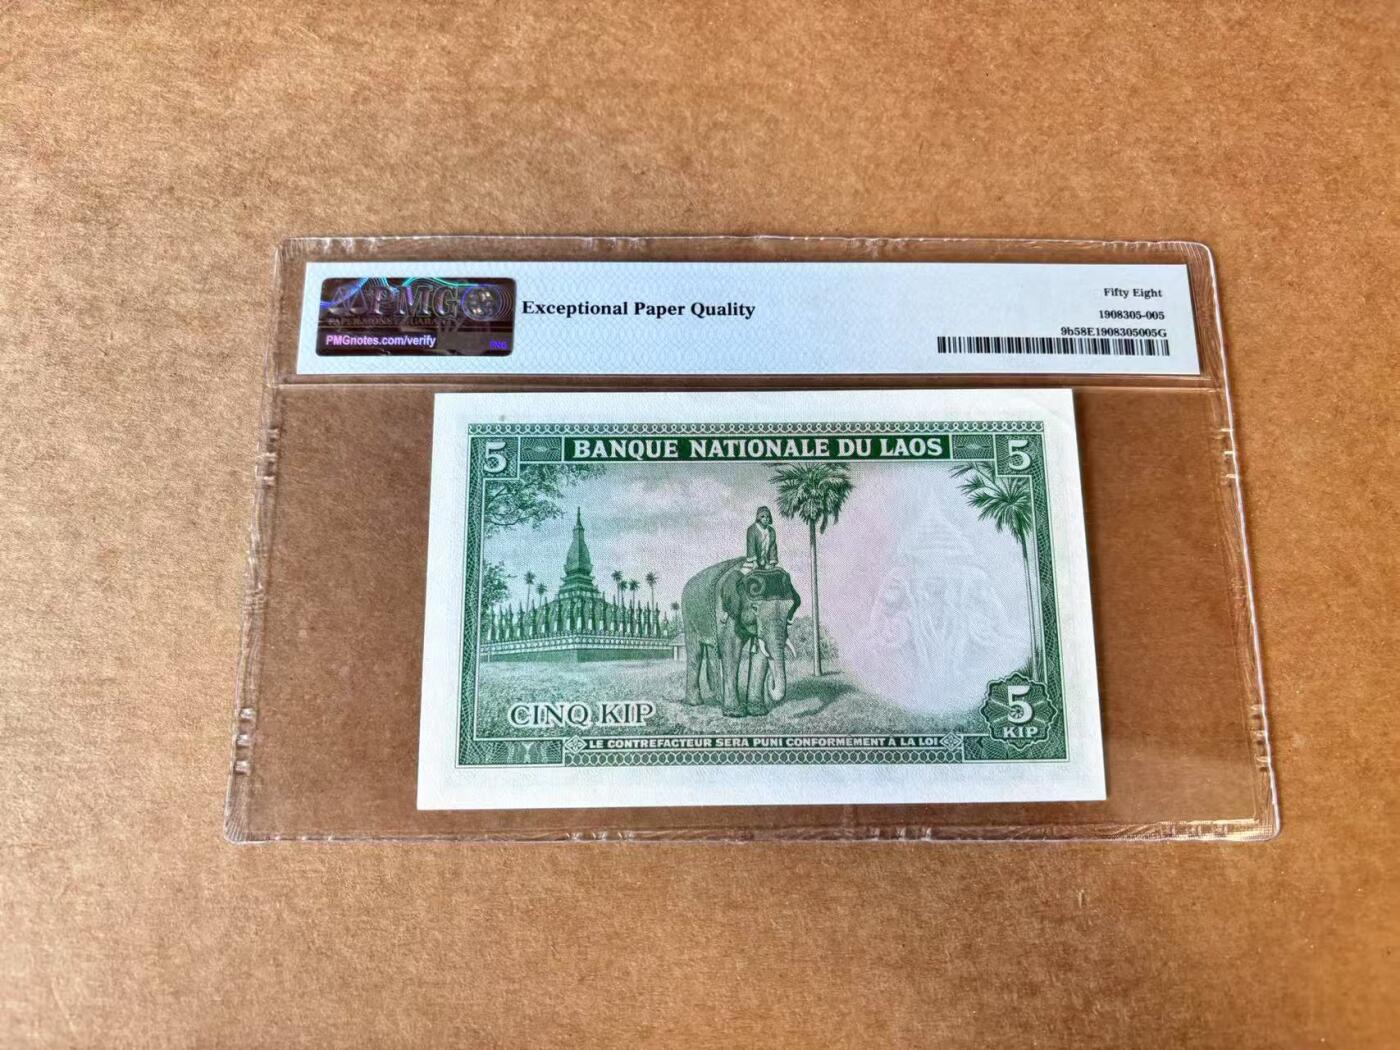 PMG
PMGnotes.com/verify
Exceptional Paper Quality
Fifty Eight
1908305-005
9b58E1908305005G
5 BANQUE NATIONALE DU LAOS 5
CINQ KIP
5
KIP
LE CONTREFACTEUR SERA PUNI CONFORMEMENT A LA LOI